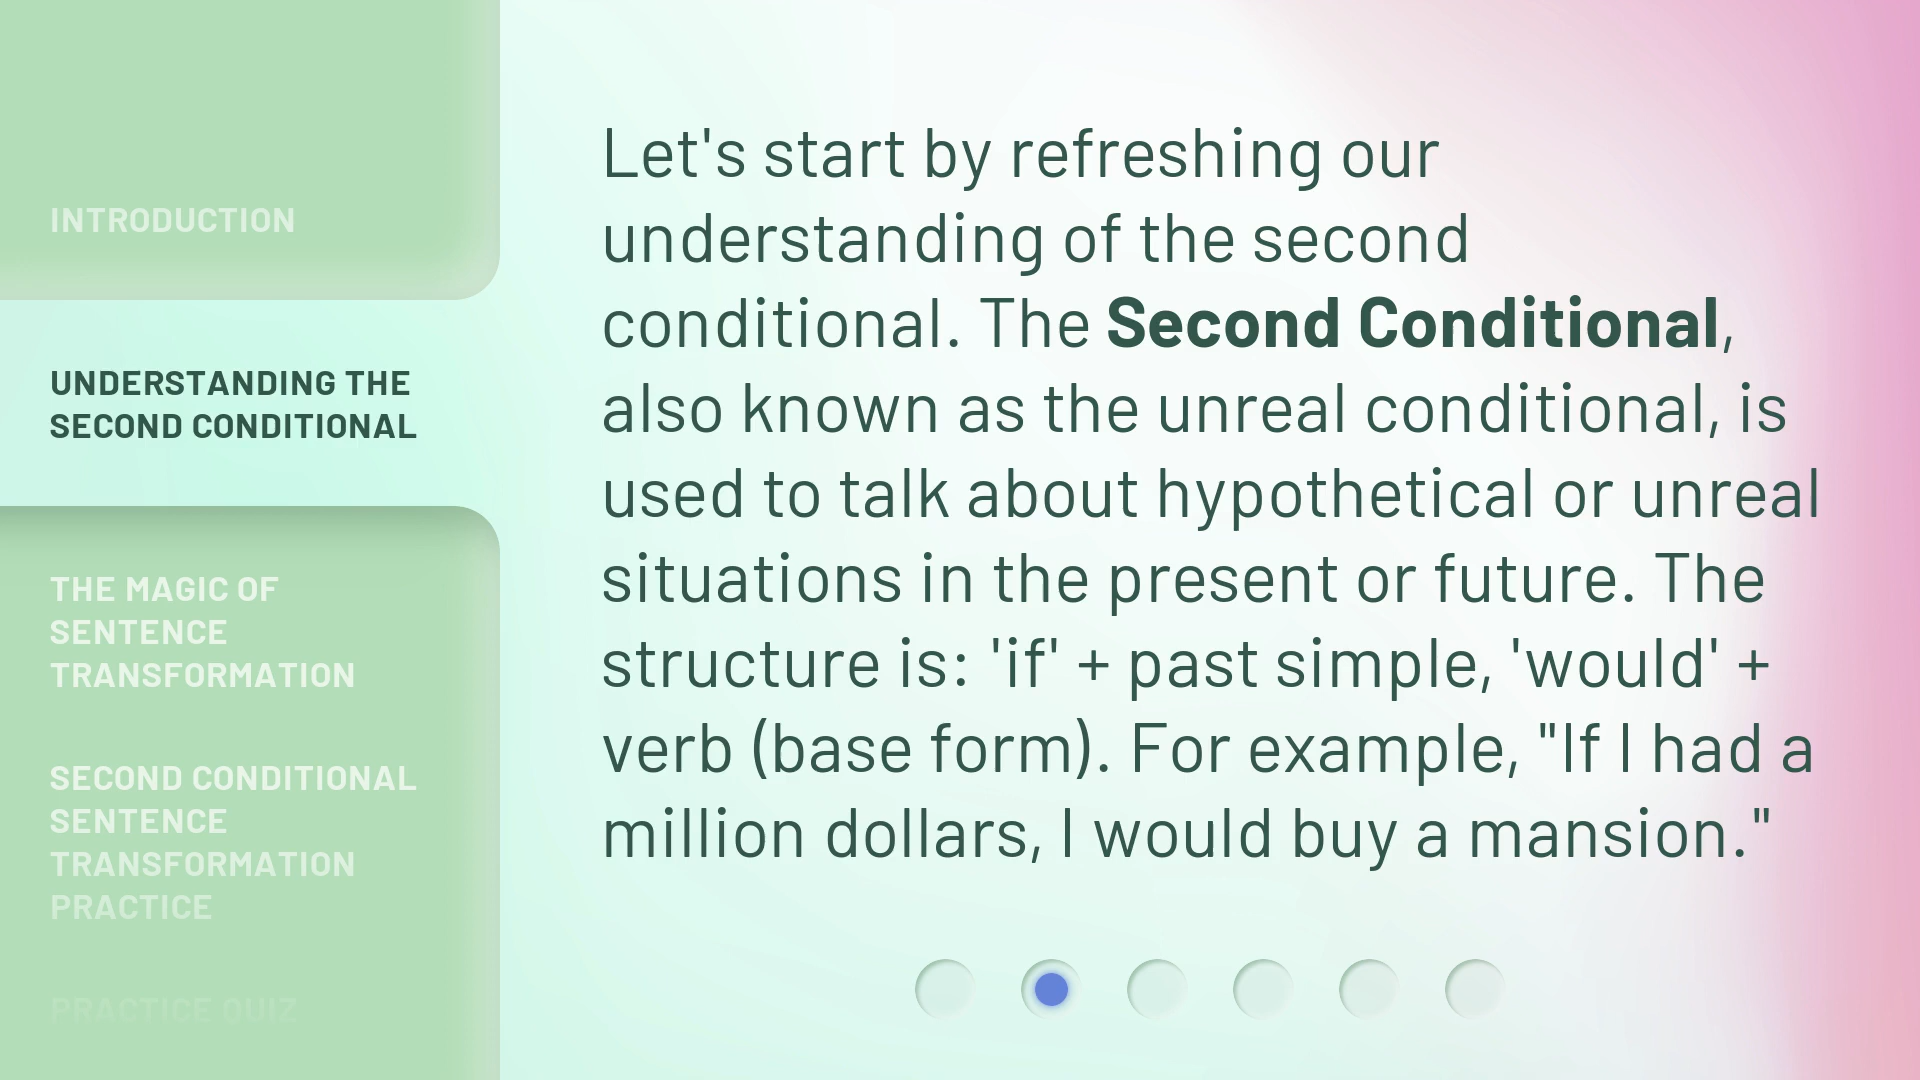 INTRODUCTION
UNDERSTANDING THE
SECOND CONDITIONAL
THE MAGIC OF
SENTENCE
TRANSFORMATION
SECOND CONDITIONAL
SENTENCE
TRANSFORMATION
PRACTICE
PRACTICE QUIZ
Let's start by refreshing our
understanding of the second
conditional. The Second Conditional,
also known as the unreal conditional, is
used to talk about hypothetical or unreal
situations in the present or future. The
structure is: 'if' + past simple, 'would' +
verb (base form). For example, "If I had a
million dollars, I would buy a mansion."